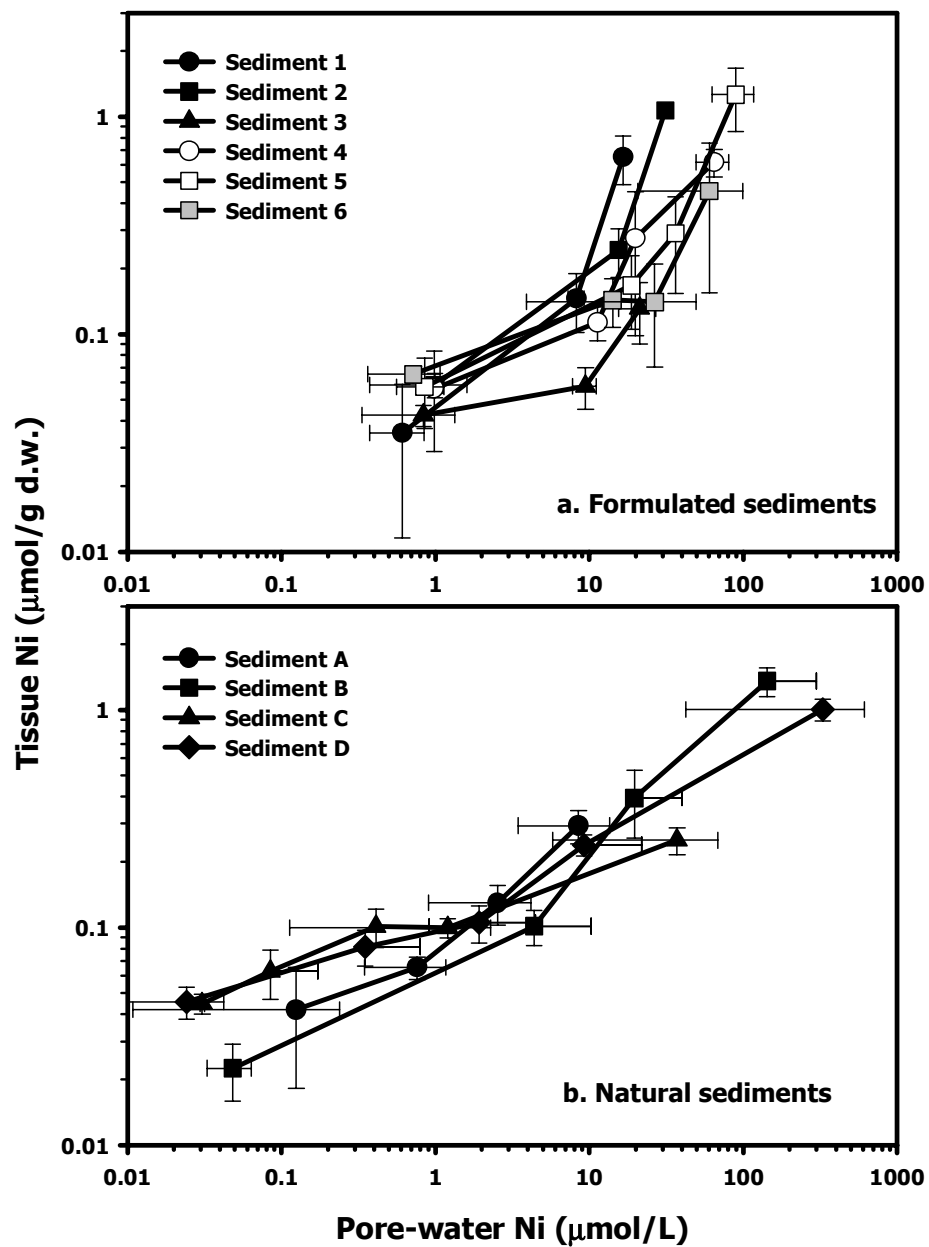 Tissue Ni (μmol/g d.w.)
1
0.1
0.01
Sediment 1
Sediment 2
Sediment 3
Sediment 4
Sediment 5
Sediment 6
a. Formulated sediments
0.01 0.1 1 10 100 1000
1
0.1
0.01
Sediment A
Sediment B
Sediment C
Sediment D
b. Natural sediments
0.01 0.1 1 10 100 1000
Pore-water Ni (μmol/L)